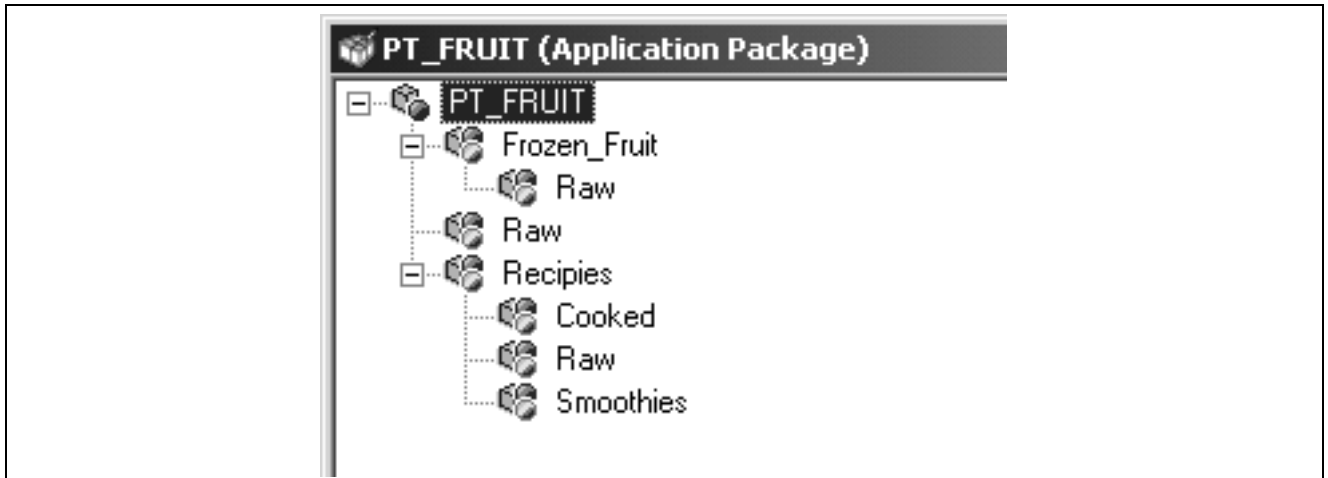 PT_FRUIT (Application Package)
PT_FRUIT
Frozen_Fruit
Raw
Raw
Recipies
Cooked
Raw
Smoothies